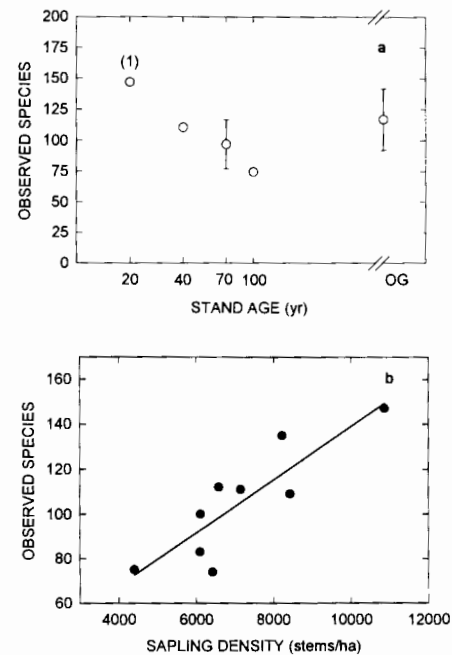 200
175
150
125
100
75
50
25
0
OBSERVED SPECIES
(1)
a
20 40 70 100 OG
STAND AGE (yr)
160
140
120
100
80
60
OBSERVED SPECIES
b
4000 6000 8000 10000 12000
SAPLING DENSITY (stems/ha)